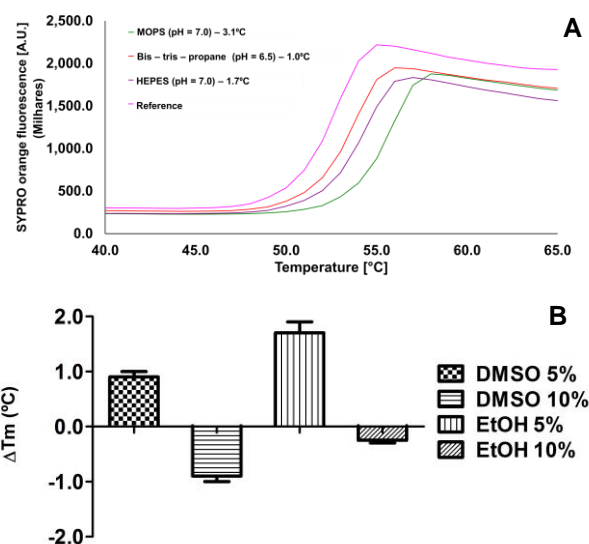 A
SYPRO orange fluorescence [A.U.]
(Milhares)
2,500.0
2,000.0
1,500.0
1,000.0
500.0
0.0
MOPS (pH = 7.0) – 3.1ºC
Bis – tris – propane (pH = 6.5) – 1.0ºC
HEPES (pH = 7.0) – 1.7ºC
Reference
40.0 45.0 50.0 55.0 60.0 65.0
Temperature [°C]
B
ΔTm (ºC)
2.0
1.0
0.0
-1.0
-2.0
DMSO 5%
DMSO 10%
EtOH 5%
EtOH 10%